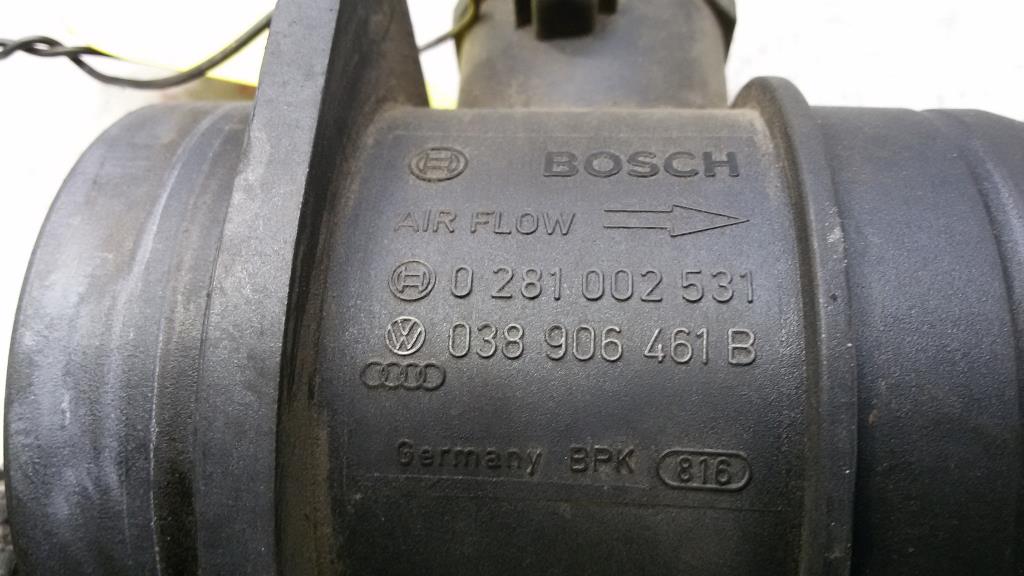 BOSCH
AIR FLOW
0 281 002 531
038 906 461 B
Germany BPK 816